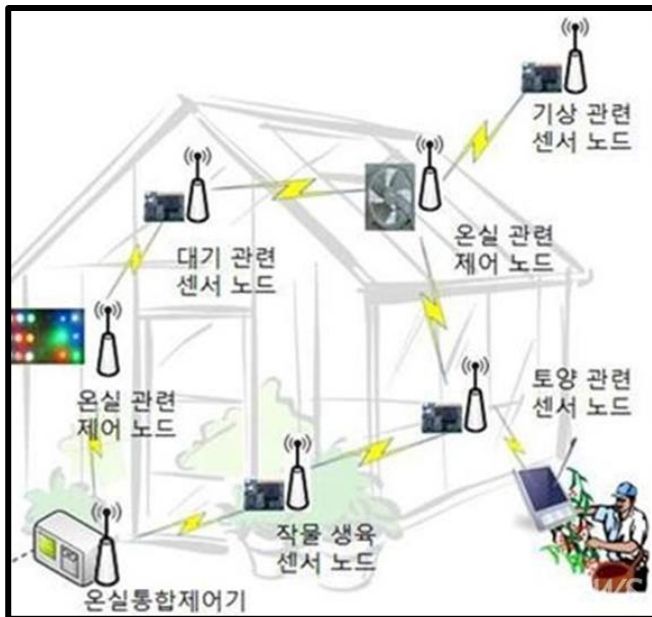 기상 관련
센서 노드
대기 관련
센서 노드
온실 관련
제어 노드
온실 관련
제어 노드
토양 관련
센서 노드
작물 생육
센서 노드
온실통합제어기